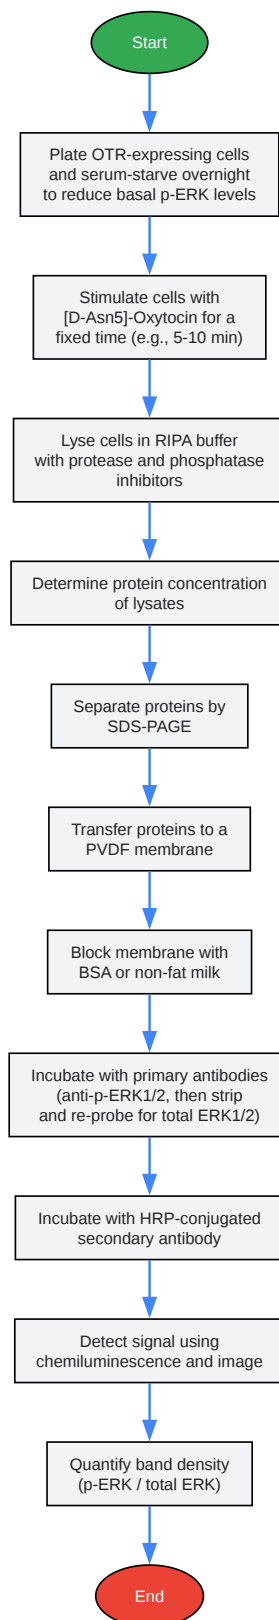 Start
Plate OTR-expressing cells
and serum-starve overnight
to reduce basal p-ERK levels
Stimulate cells with
[D-Asn5]-Oxytocin for a
fixed time (e.g., 5-10 min)
Lyse cells in RIPA buffer
with protease and phosphatase
inhibitors
Determine protein concentration
of lysates
Separate proteins by
SDS-PAGE
Transfer proteins to a
PVDF membrane
Block membrane with
BSA or non-fat milk
Incubate with primary antibodies
(anti-p-ERK1/2, then strip
and re-probe for total ERK1/2)
Incubate with HRP-conjugated
secondary antibody
Detect signal using
chemiluminescence and image
Quantify band density
(p-ERK / total ERK)
End